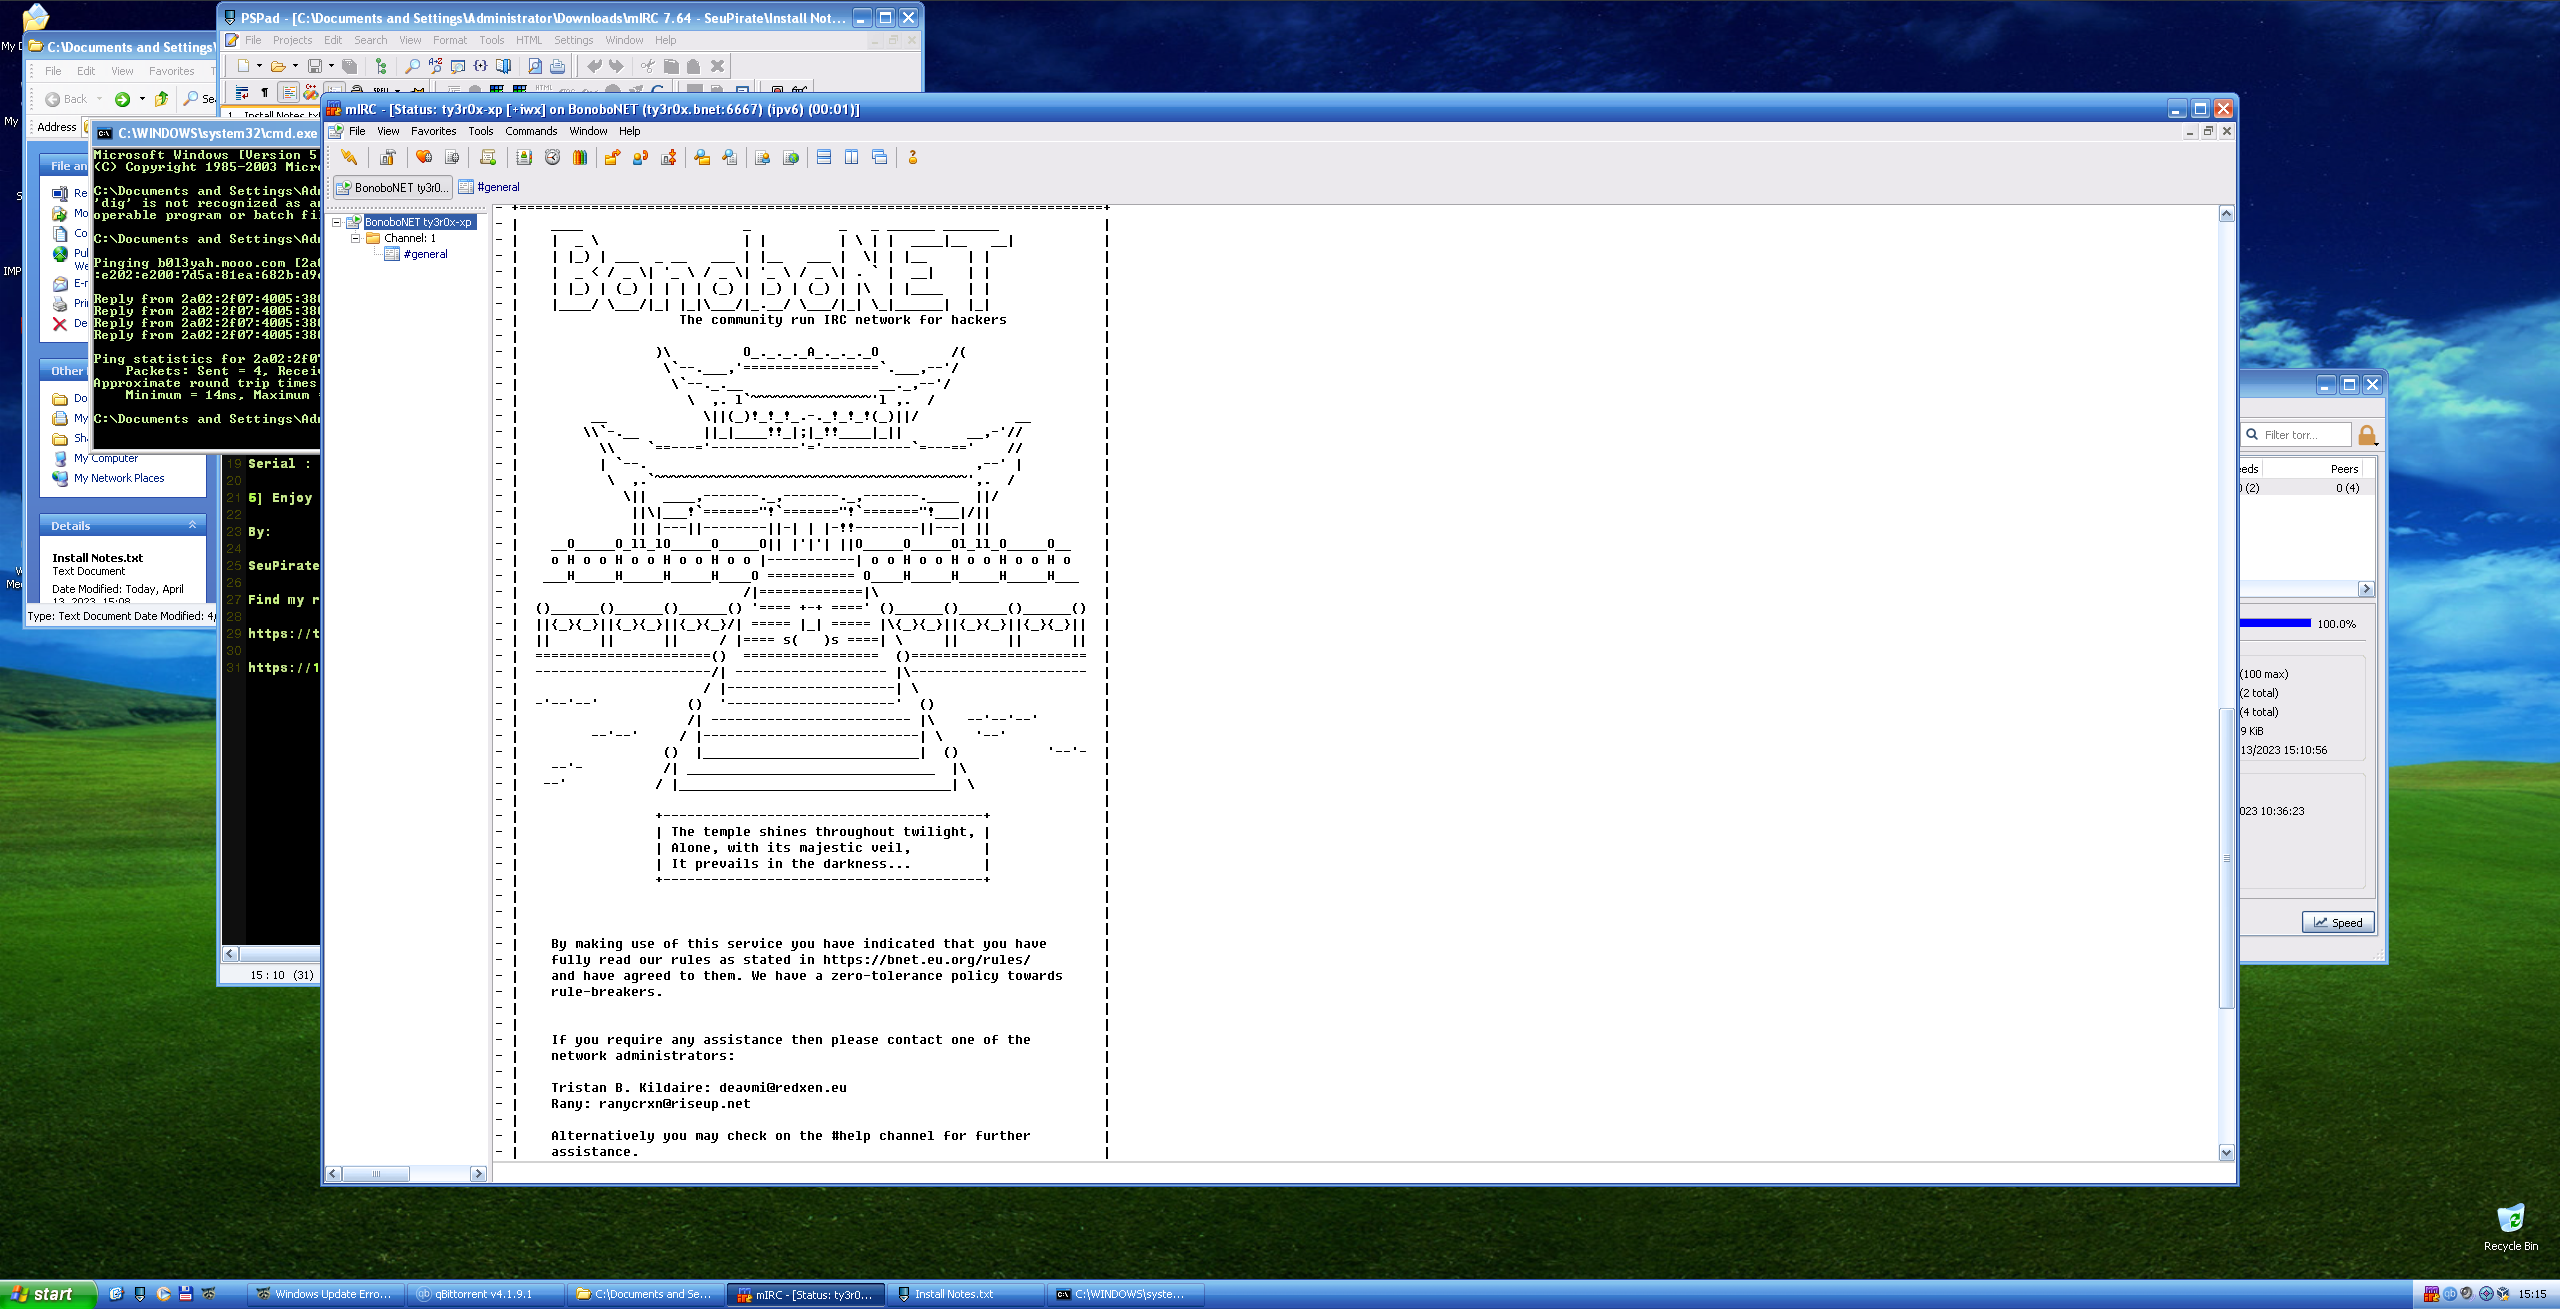 PSPad - [C:\Documents and Settings\Administrator\Downloads\mIRC 7.64 - SeuPirate\Install Not...
File Projects Edit Search View Format Tools HTML Settings Window Help
C:\Documents and Settings\
File Edit View Favorites
Back
Address
mIRC - [Status: ty3r0x-xp [+iwx] on BonoboNET (ty3r0x.bnet:6667) (ipv6) (00:01)]
File View Favorites Tools Commands Window Help
BonoboNET ty3r0...
#general
BonoboNET ty3r0x-xp
Channel: 1
#general
C:\WINDOWS\system32\cmd.exe
Microsoft Windows [Version 5
(C) Copyright 1985-2003 Micro
C:\Documents and Settings\Adm
'dig' is not recognized as an
operable program or batch fil
C:\Documents and Settings\Adm
Pinging b0l3yah.mooo.com [2a0
:e202:e200:7d5a:81ea:682b:d9
Reply from 2a02:2f07:4005:380
Reply from 2a02:2f07:4005:380
Reply from 2a02:2f07:4005:380
Reply from 2a02:2f07:4005:380
Ping statistics for 2a02:2f07
Packets: Sent = 4, Recei
Approximate round trip times
Minimum = 14ms, Maximum =
C:\Documents and Settings\Adm
My Computer
My Network Places
Details
Install Notes.txt
Text Document
Date Modified: Today, April
13, 2023, 15:08
Type: Text Document Date Modified: 4/
19 Serial :
20
21 5] Enjoy
22
23 By:
24
25 SeuPirate
26
27 Find my r
28
29 https://t
30
31 https://1
15 : 10 (31)
BonoboNET
The community run IRC network for hackers
The temple shines throughout twilight,
Alone, with its majestic veil,
It prevails in the darkness...
By making use of this service you have indicated that you have
fully read our rules as stated in https://bnet.eu.org/rules/
and have agreed to them. We have a zero-tolerance policy towards
rule-breakers.
If you require any assistance then please contact one of the
network administrators:
Tristan B. Kildaire: deavmi@redxen.eu
Rany: ranycrxn@riseup.net
Alternatively you may check on the #help channel for further
assistance.
Filter torr...
eds Peers
(2) 0 (4)
100.0%
(100 max)
(2 total)
(4 total)
9 KiB
13/2023 15:10:56
023 10:36:23
Speed
Recycle Bin
start
Windows Update Erro...
qBittorrent v4.1.9.1
C:\Documents and Se...
mIRC - [Status: ty3r0...
Install Notes.txt
C:\WINDOWS\syste...
15:15